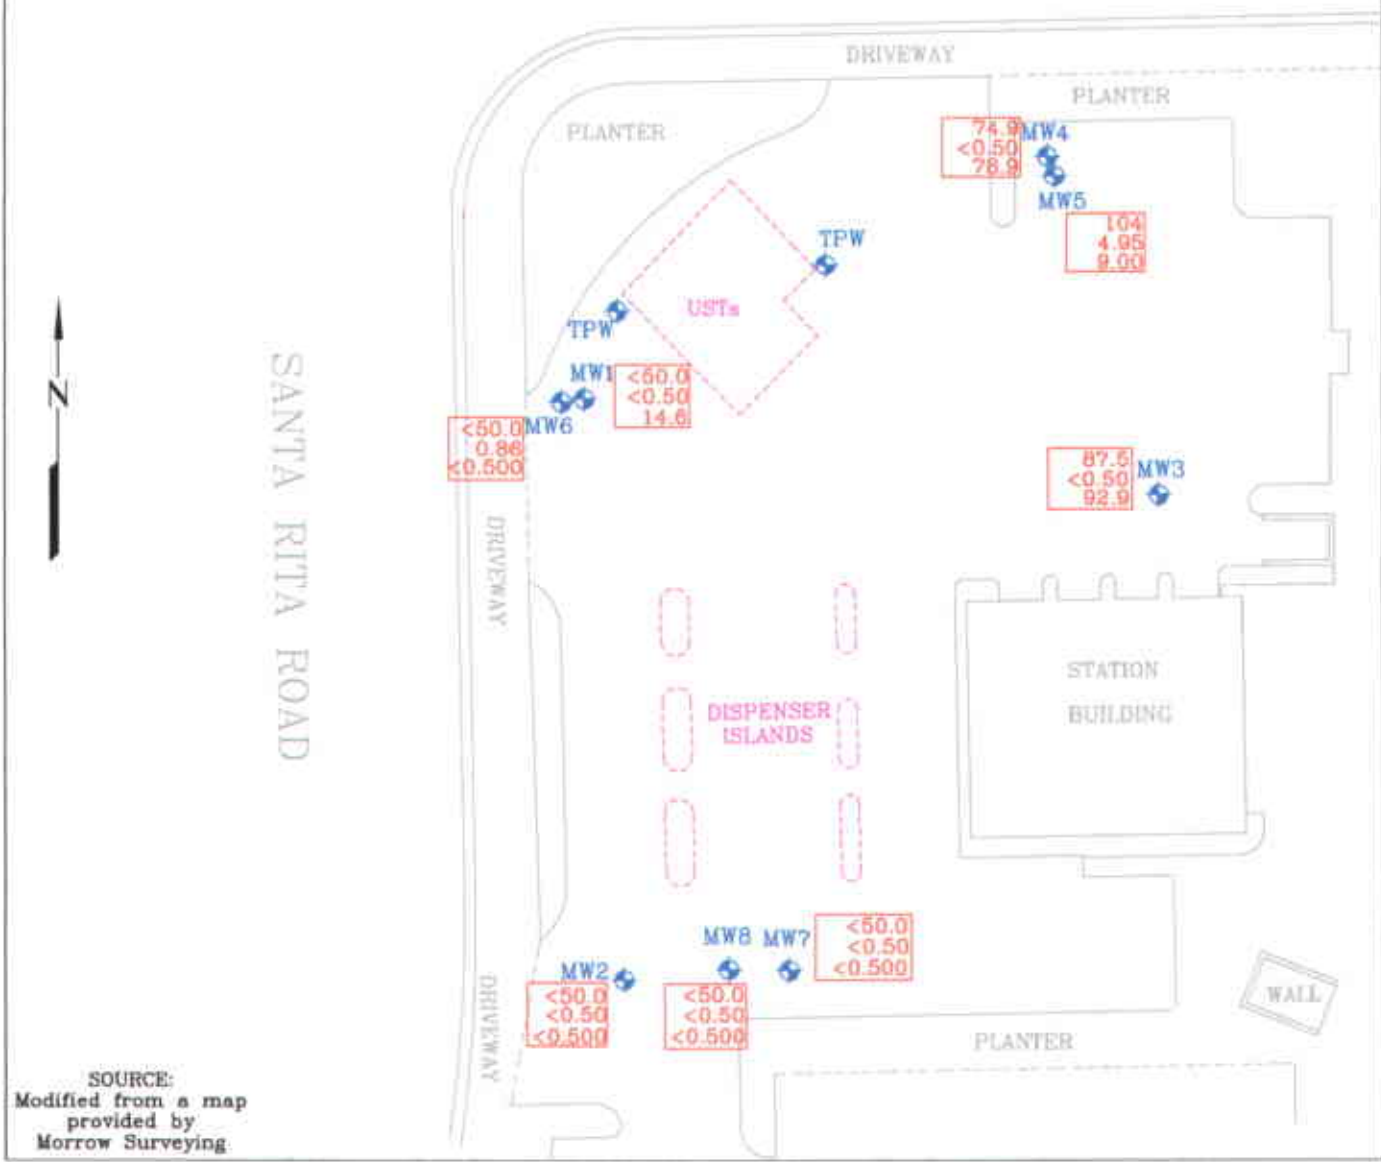 DRIVEWAY
PLANTER
PLANTER
74.9
<0.50
78.9
MW4
MW5
104
4.95
9.00
TPW
USTs
TPW
MW1
<50.0
<0.50
14.6
MW6
<50.0
0.86
<0.500
N
SANTA RITA ROAD
87.5
<0.50
92.9
MW3
DRIVEWAY
STATION
BUILDING
DISPENSER
ISLANDS
MW8
MW7
<50.0
<0.50
<0.500
MW2
<50.0
<0.50
<0.500
<50.0
<0.50
<0.500
DRIVEWAY
WALL
PLANTER
SOURCE:
Modified from a map
provided by
Morrow Surveying